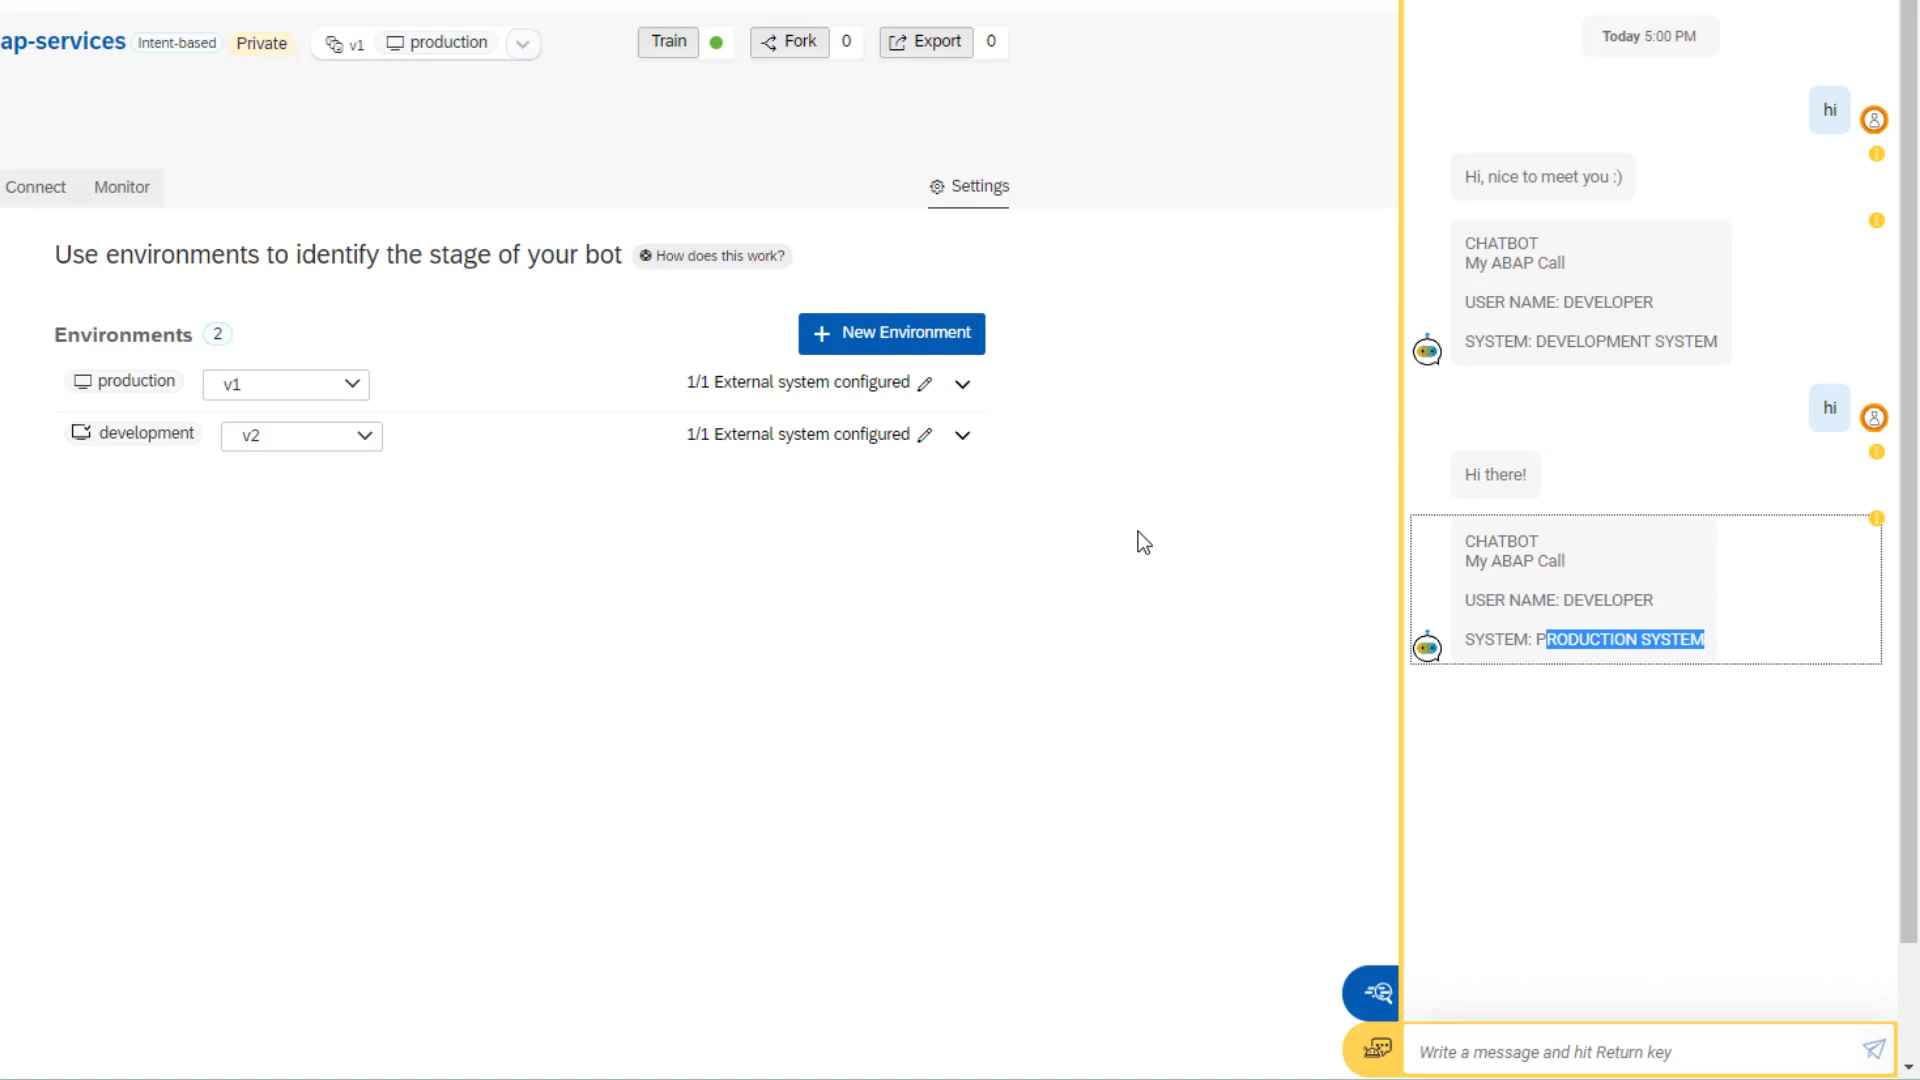 ap-services Intent-based Private v1 production Train Fork 0 Export 0
Connect Monitor Settings
Use environments to identify the stage of your bot How does this work?
Environments 2 + New Environment
production v1 1/1 External system configured
development v2 1/1 External system configured
Today 5:00 PM
hi
Hi, nice to meet you :)
CHATBOT
My ABAP Call
USER NAME: DEVELOPER
SYSTEM: DEVELOPMENT SYSTEM
hi
Hi there!
CHATBOT
My ABAP Call
USER NAME: DEVELOPER
SYSTEM: PRODUCTION SYSTEM
Write a message and hit Return key